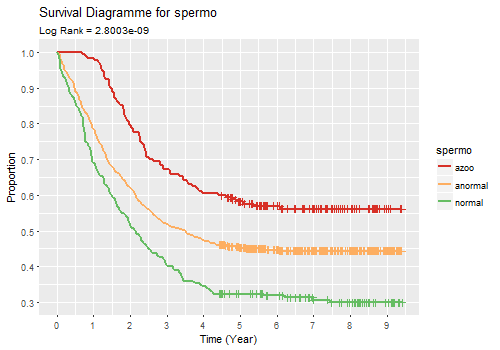 Survival Diagramme for spermo
Log Rank = 2.8003e-09
1.0
0.9
0.8
0.7
0.6
0.5
0.4
0.3
Proportion
0 1 2 3 4 5 6 7 8 9
Time (Year)
spermo
azoo
anormal
normal